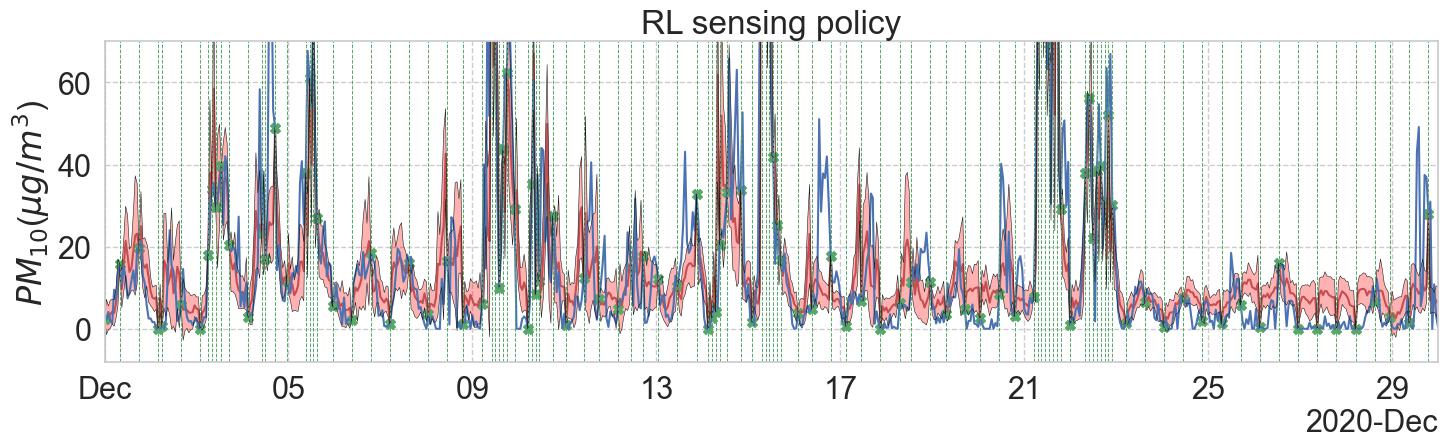 RL sensing policy
PM₁₀(μg/m³)
60
40
20
0
Dec 05 09 13 17 21 25 29
2020-Dec